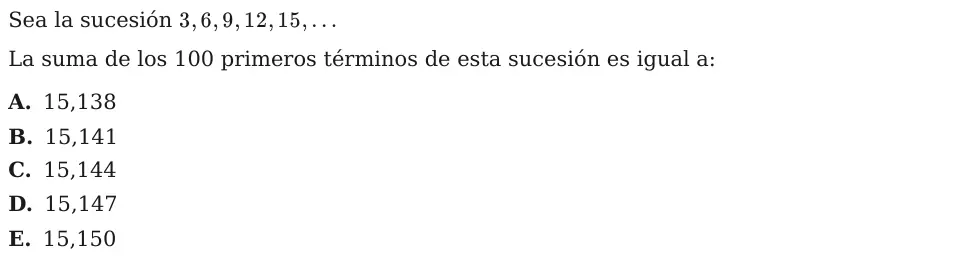 Sea la sucesión 3, 6, 9, 12, 15, . . .
La suma de los 100 primeros términos de esta sucesión es igual a:
A. 15,138
B. 15,141
C. 15,144
D. 15,147
E. 15,150